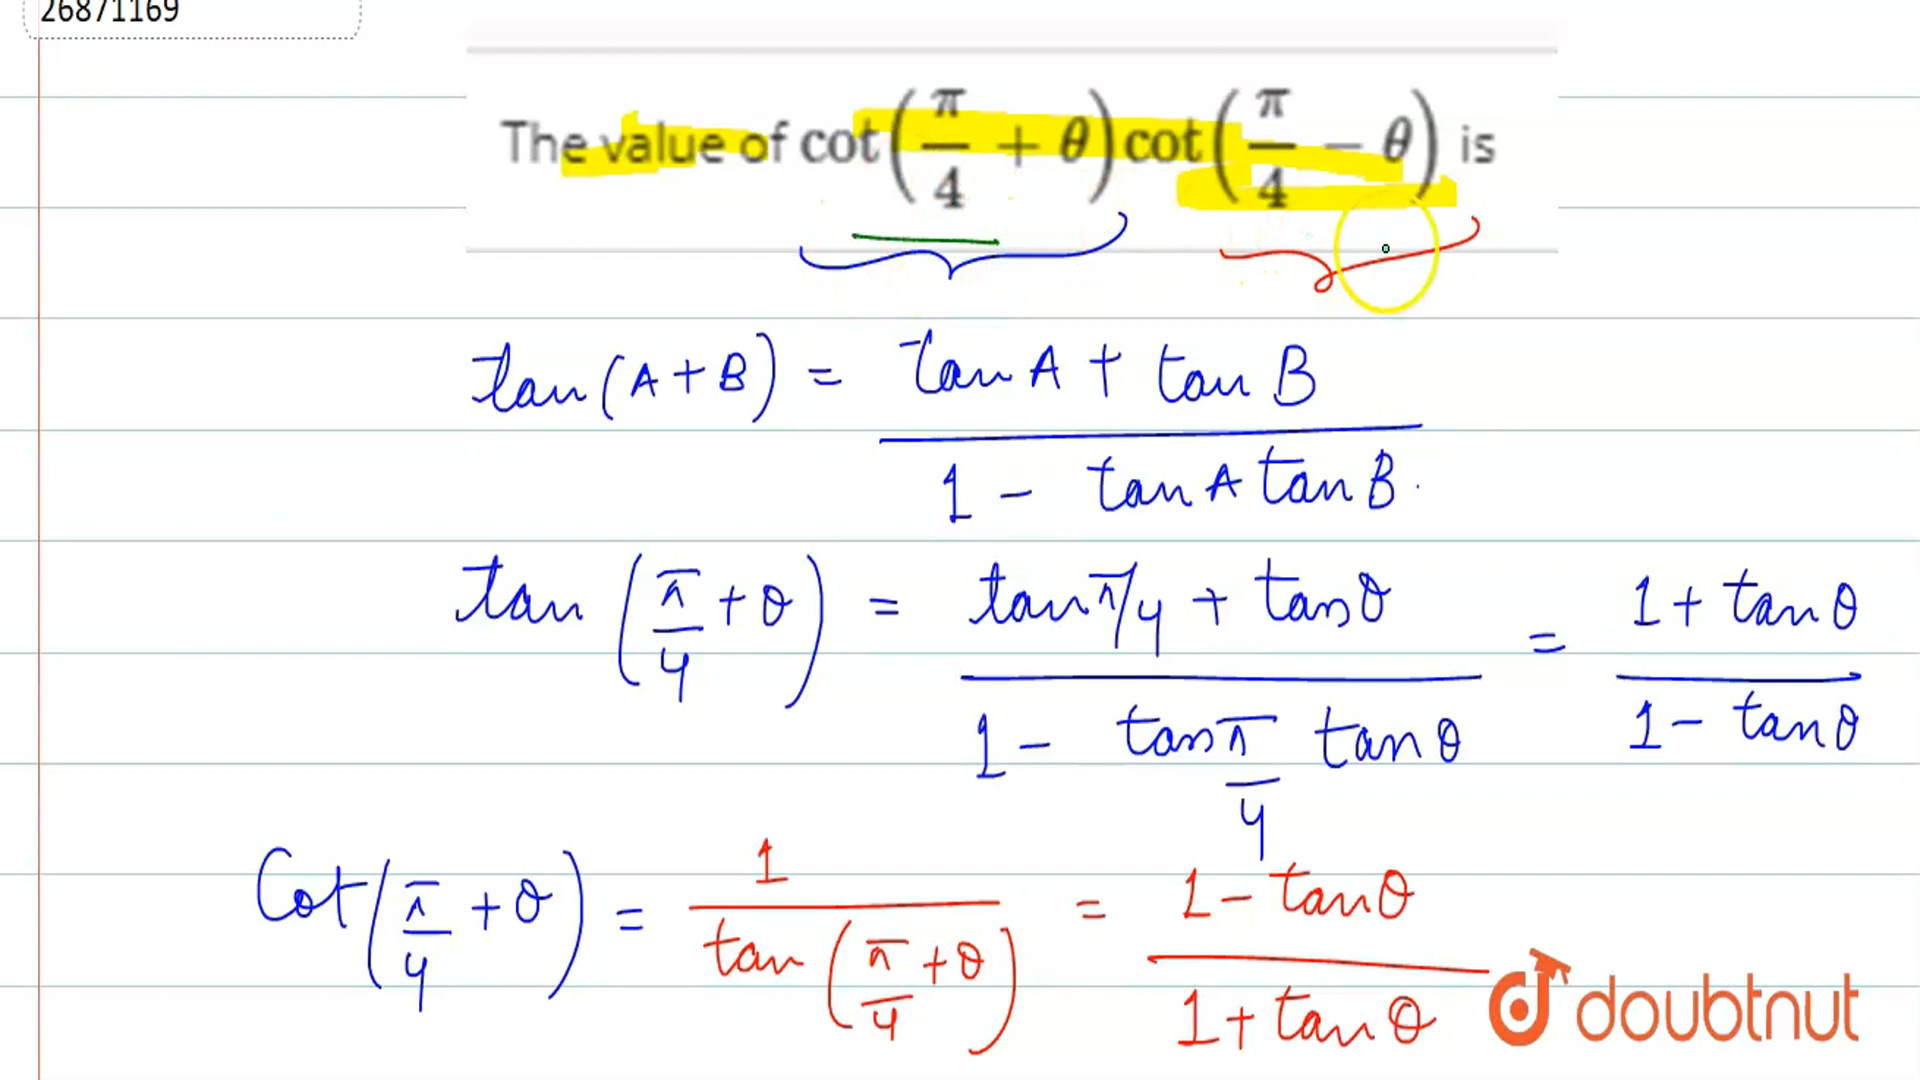 26871169
The value of cot(π/4 + θ)cot(π/4 − θ) is
tan(A+B) = (tan A + tan B)/(1 − tan A tan B).
tan(π/4 + θ) = (tan π/4 + tan θ)/(1 − tan π/4 tan θ) = (1 + tan θ)/(1 − tan θ)
Cot(π/4 + θ) = 1/(tan(π/4 + θ)) = (1 − tan θ)/(1 + tan θ)
doubtnut